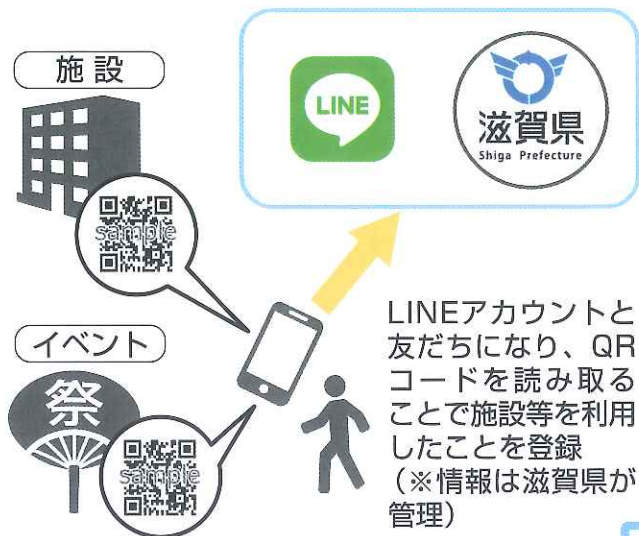 施設
LINE
滋賀県
Shiga Prefecture
sample
イベント
祭
sample
LINEアカウントと
友だちになり、QR
コードを読み取る
ことで施設等を利用
したことを登録
（※情報は滋賀県が
管理）